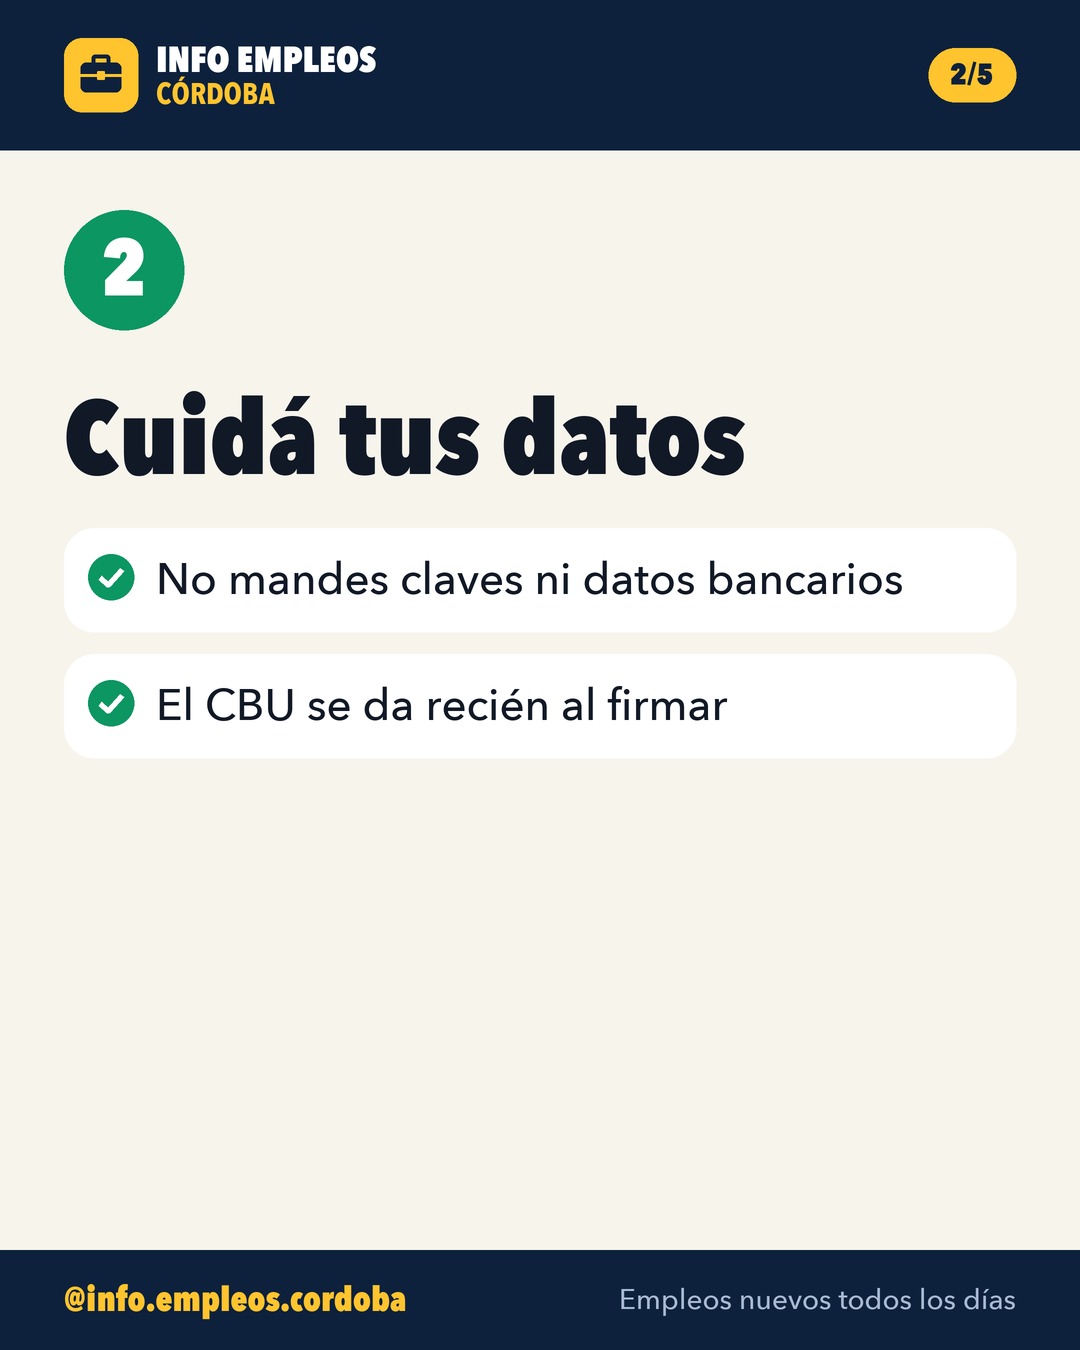 INFO EMPLEOS
CÓRDOBA
2/5
2
Cuidá tus datos
No mandes claves ni datos bancarios
El CBU se da recién al firmar
@info.empleos.cordoba
Empleos nuevos todos los días